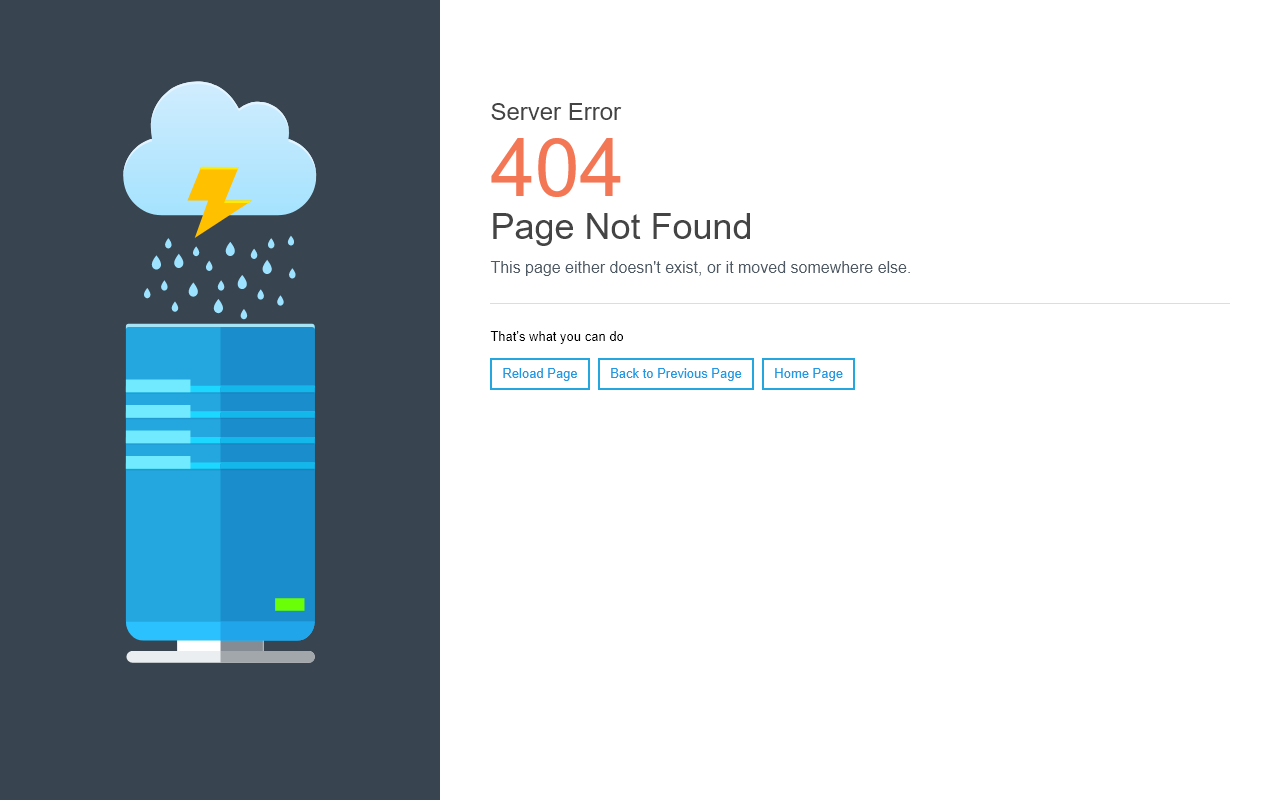 Server Error
404
Page Not Found
This page either doesn't exist, or it moved somewhere else.
That's what you can do
Reload Page
Back to Previous Page
Home Page